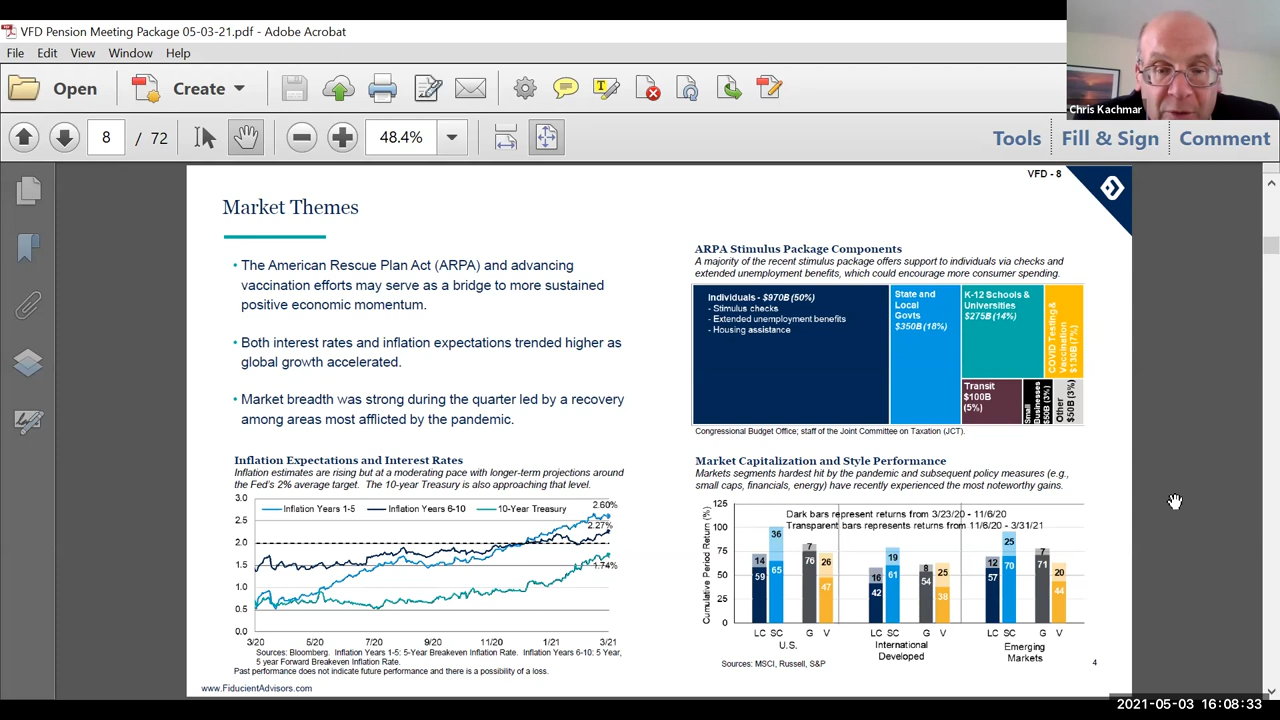 VFD Pension Meeting Package 05-03-21.pdf - Adobe Acrobat
File Edit View Window Help
Open Create
Chris Kachmar
8 / 72 48.4% Tools Fill & Sign Comment
VFD - 8
Market Themes
• The American Rescue Plan Act (ARPA) and advancing
vaccination efforts may serve as a bridge to more sustained
positive economic momentum.
• Both interest rates and inflation expectations trended higher as
global growth accelerated.
• Market breadth was strong during the quarter led by a recovery
among areas most afflicted by the pandemic.
ARPA Stimulus Package Components
A majority of the recent stimulus package offers support to individuals via checks and
extended unemployment benefits, which could encourage more consumer spending.
Individuals - $970B (50%)
- Stimulus checks
- Extended unemployment benefits
- Housing assistance
State and
Local
Govts
$350B (18%)
K-12 Schools &
Universities
$275B (14%)
COVID Testing &
Vaccination
$130B (7%)
Transit
$100B
(5%)
Small
Businesses
$50B (3%)
Other
$50B (3%)
Congressional Budget Office; staff of the Joint Committee on Taxation (JCT).
Inflation Expectations and Interest Rates
Inflation estimates are rising but at a moderating pace with longer-term projections around
the Fed's 2% average target. The 10-year Treasury is also approaching that level.
3.0
2.5
2.0
1.5
1.0
0.5
0.0
Inflation Years 1-5 Inflation Years 6-10 10-Year Treasury
2.60%
2.27%
1.74%
3/20 5/20 7/20 9/20 11/20 1/21 3/21
Sources: Bloomberg. Inflation Years 1-5: 5-Year Breakeven Inflation Rate. Inflation Years 6-10: 5 Year,
5 year Forward Breakeven Inflation Rate.
Past performance does not indicate future performance and there is a possibility of a loss.
Market Capitalization and Style Performance
Markets segments hardest hit by the pandemic and subsequent policy measures (e.g.,
small caps, financials, energy) have recently experienced the most noteworthy gains.
Cumulative Period Return (%)
125
100
75
50
25
0
Dark bars represent returns from 3/23/20 - 11/6/20
Transparent bars represents returns from 11/6/20 - 3/31/21
14 36 7 26 16 19 8 25 12 25 7 20
59 65 76 47 42 61 54 38 57 70 71 44
LC SC G V LC SC G V LC SC G V
U.S.
International
Developed
Emerging
Markets
Sources: MSCI, Russell, S&P
4
www.FiducientAdvisors.com
2021-05-03 16:08:33